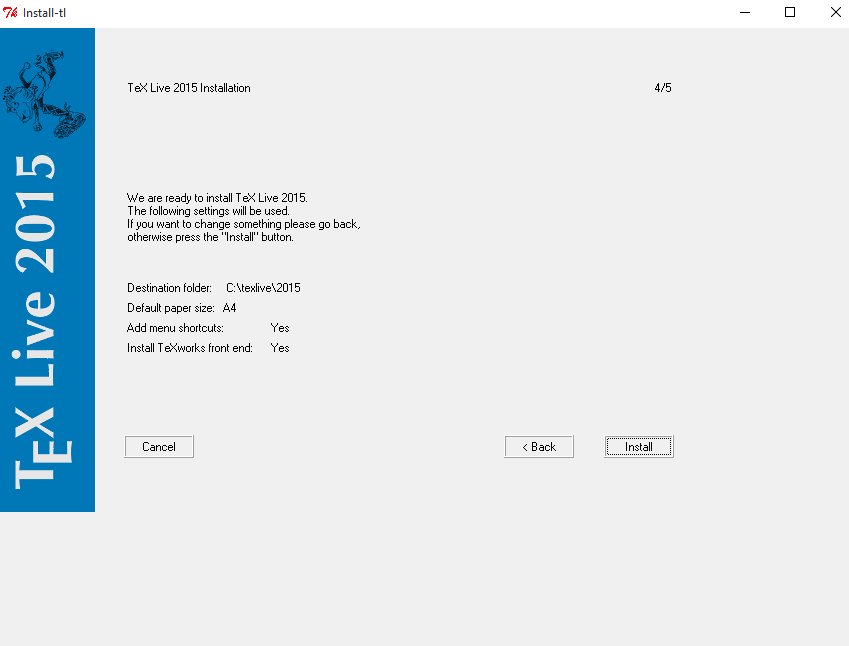 Install-tl
TeX Live 2015 Installation
4/5
We are ready to install TeX Live 2015.
The following settings will be used.
If you want to change something please go back,
otherwise press the "Install" button.
Destination folder: C:\texlive\2015
Default paper size: A4
Add menu shortcuts: Yes
Install TeXworks front end: Yes
Cancel
< Back
Install
TEX Live 2015